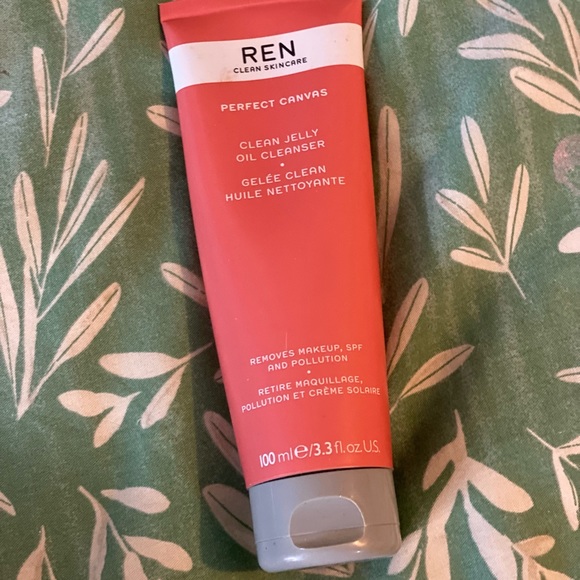 REN
CLEAN SKINCARE
PERFECT CANVAS
CLEAN JELLY
OIL CLEANSER
•
GELÉE CLEAN
HUILE NETTOYANTE
REMOVES MAKEUP, SPF
AND POLLUTION
•
RETIRE MAQUILLAGE,
POLLUTION ET CRÈME SOLAIRE
100 ml℮/3.3 fl.oz.U.S.